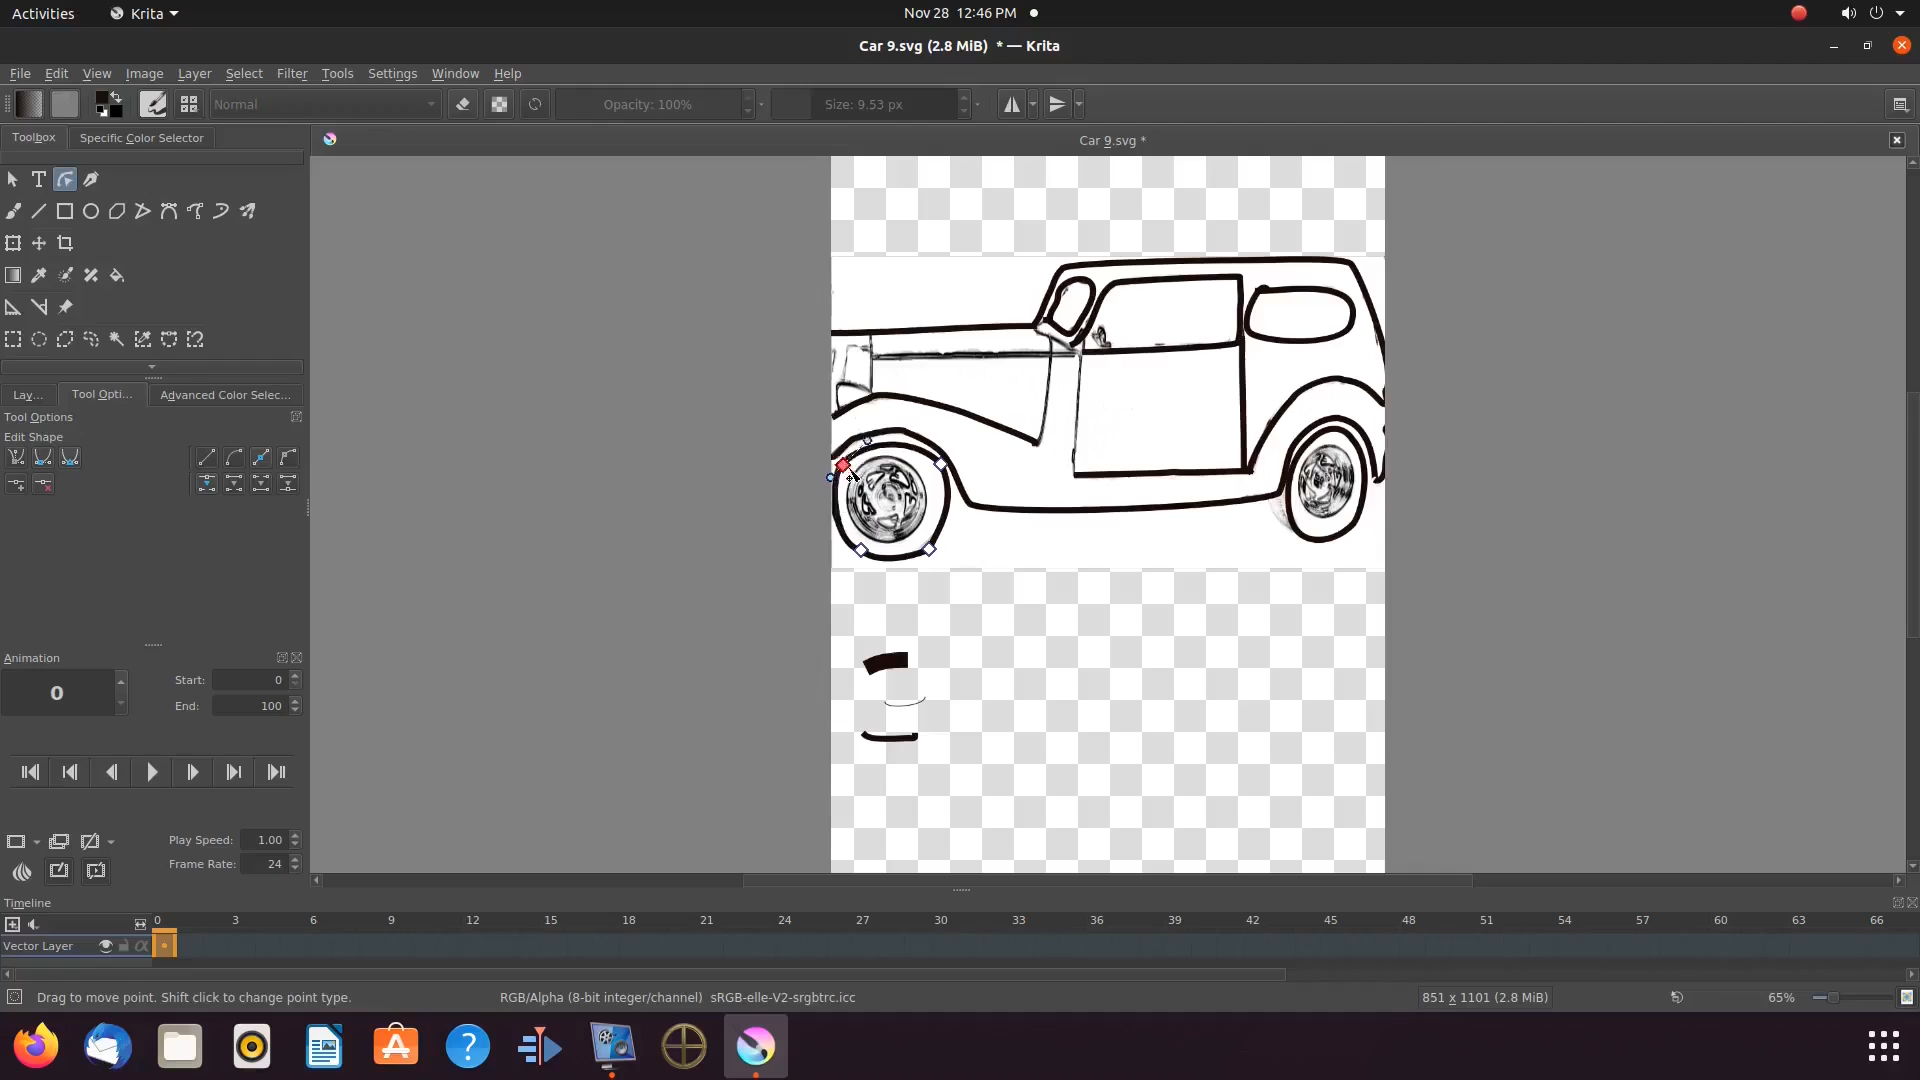 Activities
Krita
Nov 28 12:46 PM
Car 9.svg (2.8 MiB) * — Krita
File Edit View Image Layer Select Filter Tools Settings Window Help
Normal
Opacity: 100%
Size: 9.53 px
Toolbox
Specific Color Selector
Car 9.svg *
Lay...
Tool Opti...
Advanced Color Selec...
Tool Options
Edit Shape
Animation
0
Start: 0
End: 100
Play Speed: 1.00
Frame Rate: 24
Timeline
0 3 6 9 12 15 18 21 24 27 30 33 36 39 42 45 48 51 54 57 60 63 66
Vector Layer
Drag to move point. Shift click to change point type.
RGB/Alpha (8-bit integer/channel) sRGB-elle-V2-srgbtrc.icc
851 x 1101 (2.8 MiB)
65%